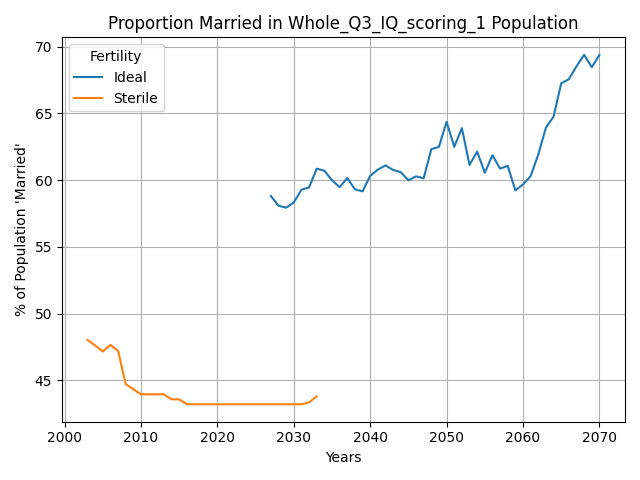 Proportion Married in Whole_Q3_IQ_scoring_1 Population
Fertility
Ideal
Sterile
% of Population 'Married'
70
65
60
55
50
45
2000 2010 2020 2030 2040 2050 2060 2070
Years